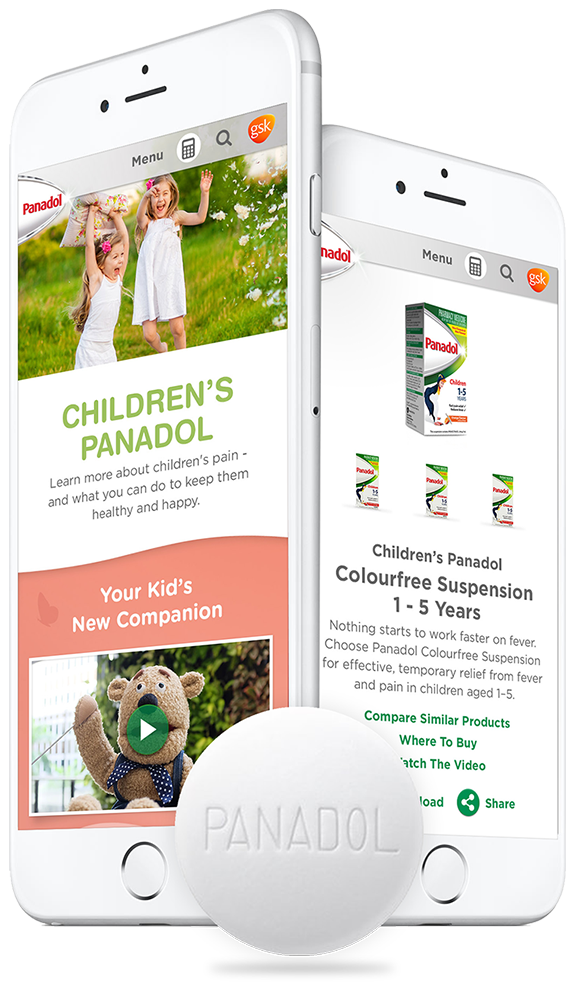 Menu
gsk
Panadol
CHILDREN'S
PANADOL
Learn more about children's pain -
and what you can do to keep them
healthy and happy.
Your Kid's
New Companion
nadol
Menu
gsk
PHARMACY MEDICINE
Panadol
Children
1-5
YEARS
Children's Panadol
Colourfree Suspension
1 - 5 Years
Nothing starts to work faster on fever.
Choose Panadol Colourfree Suspension
for effective, temporary relief from fever
and pain in children aged 1-5.
Compare Similar Products
Where To Buy
atch The Video
load
Share
PANADOL